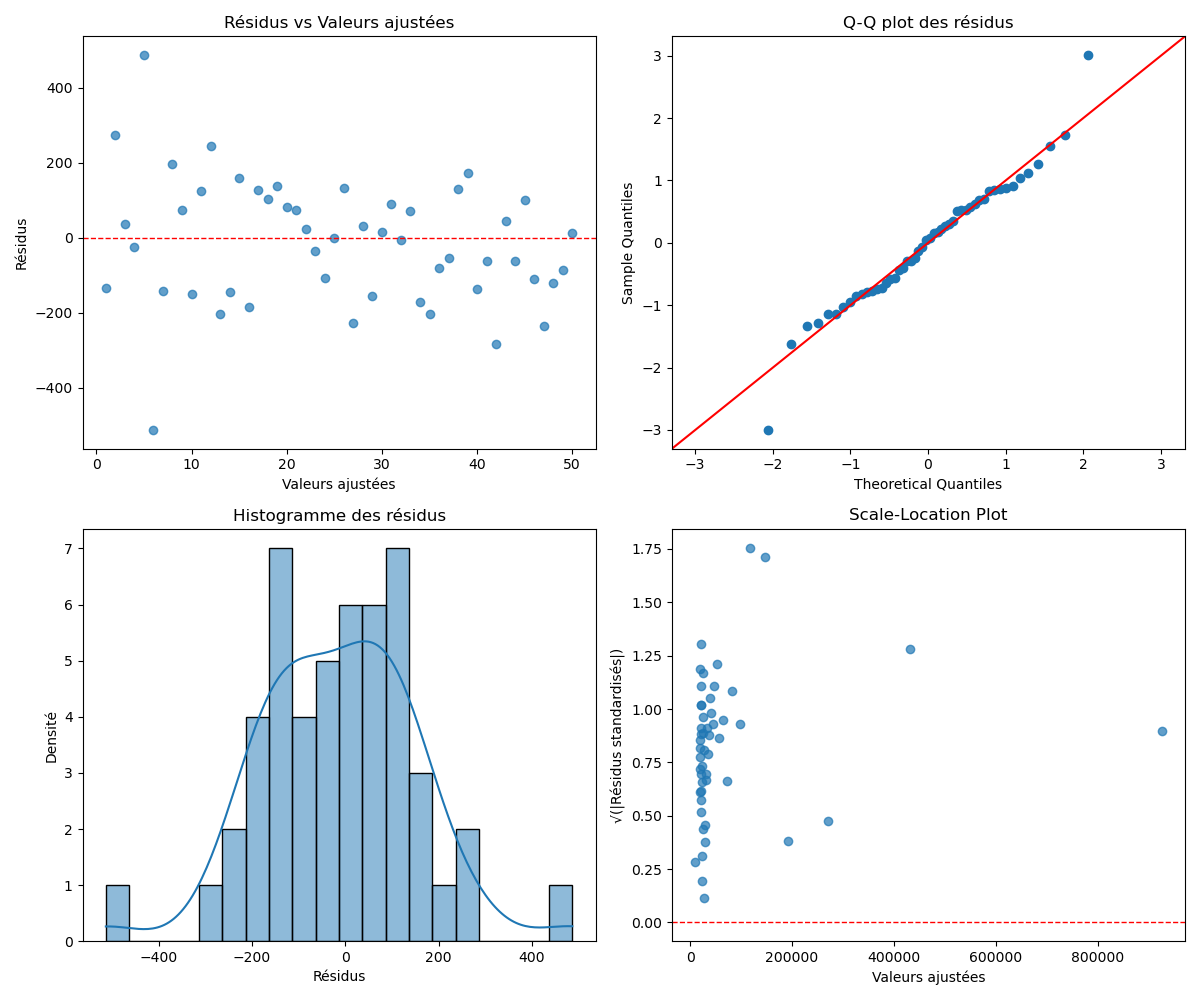 Résidus vs Valeurs ajustées
400
200
0
−200
−400
Résidus
0 10 20 30 40 50
Valeurs ajustées
Q-Q plot des résidus
3
2
1
0
−1
−2
−3
Sample Quantiles
−3 −2 −1 0 1 2 3
Theoretical Quantiles
Histogramme des résidus
7
6
5
4
3
2
1
0
Densité
−400 −200 0 200 400
Résidus
Scale-Location Plot
1.75
1.50
1.25
1.00
0.75
0.50
0.25
0.00
√(|Résidus standardisés|)
0 200000 400000 600000 800000
Valeurs ajustées